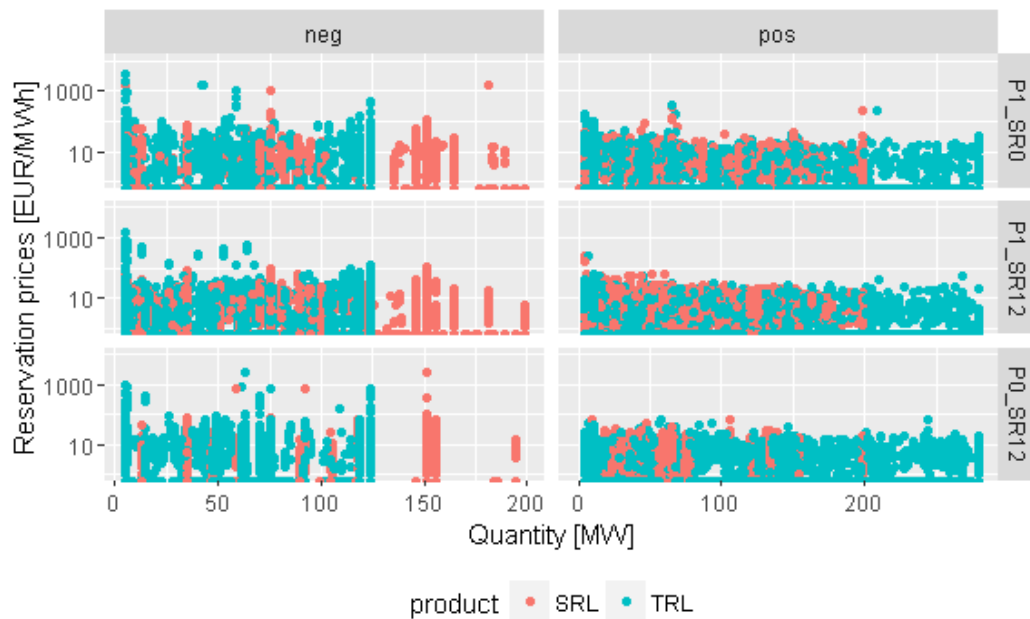 neg pos
Reservation prices [EUR/MWh]
1000
10
P1_SR0
1000
10
P1_SR12
1000
10
P0_SR12
0 50 100 150 200 0 100 200
Quantity [MW]
product SRL TRL